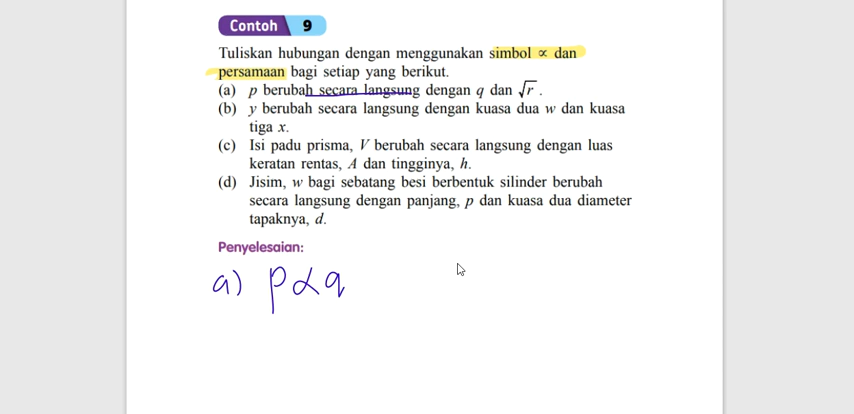 Contoh 9
Tuliskan hubungan dengan menggunakan simbol ∝ dan
persamaan bagi setiap yang berikut.
(a) p berubah secara langsung dengan q dan √r .
(b) y berubah secara langsung dengan kuasa dua w dan kuasa
tiga x.
(c) Isi padu prisma, V berubah secara langsung dengan luas
keratan rentas, A dan tingginya, h.
(d) Jisim, w bagi sebatang besi berbentuk silinder berubah
secara langsung dengan panjang, p dan kuasa dua diameter
tapaknya, d.
Penyelesaian:
a) p ∝ q